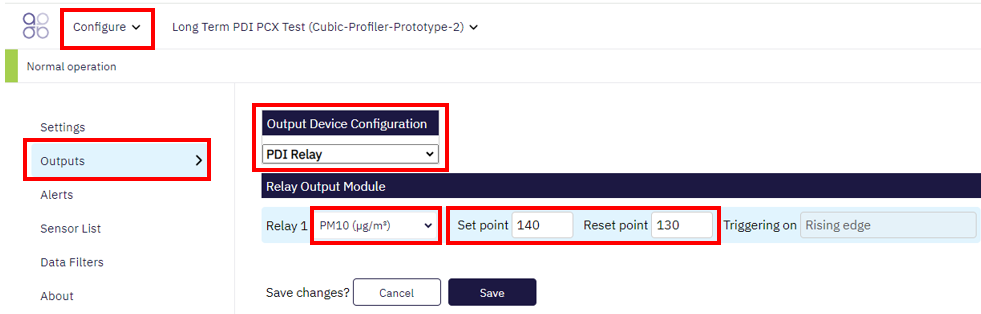 Configure Long Term PDI PCX Test (Cubic-Profiler-Prototype-2)
Normal operation
Settings
Outputs
Alerts
Sensor List
Data Filters
About
Output Device Configuration
PDI Relay
Relay Output Module
Relay 1 PM10 (µg/m³) Set point 140 Reset point 130 Triggering on Rising edge
Save changes? Cancel Save